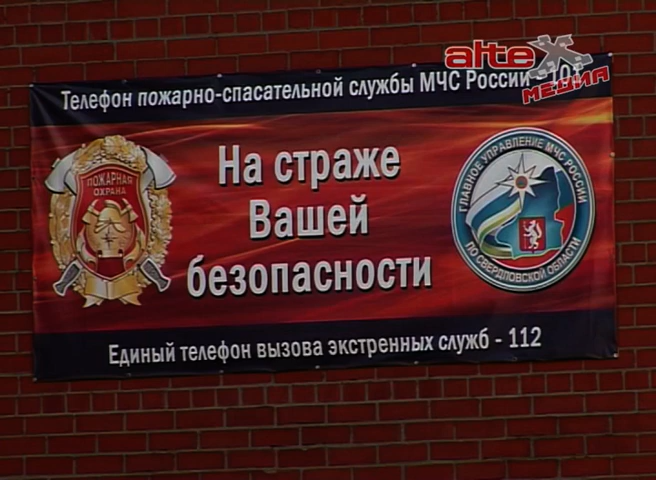 altex
МЕДИА
Телефон пожарно-спасательной службы МЧС России - 101
ПОЖАРНАЯ
ОХРАНА
На страже
Вашей
безопасности
ГЛАВНОЕ УПРАВЛЕНИЕ МЧС РОССИИ
ПО СВЕРДЛОВСКОЙ ОБЛАСТИ
Единый телефон вызова экстренных служб - 112